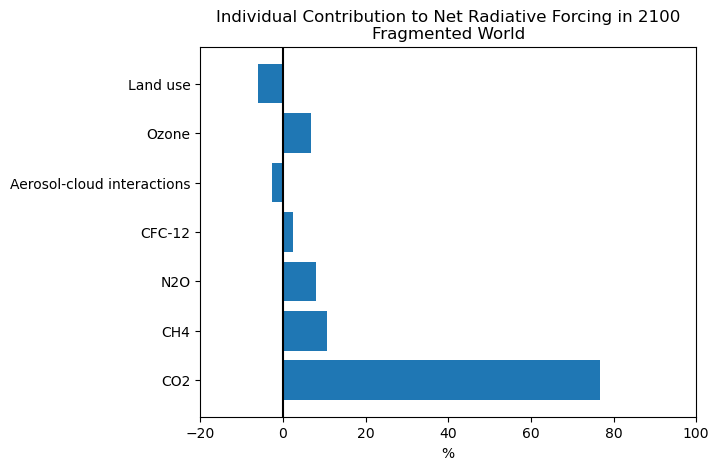 Individual Contribution to Net Radiative Forcing in 2100
Fragmented World
Land use
Ozone
Aerosol-cloud interactions
CFC-12
N2O
CH4
CO2
−20 0 20 40 60 80 100
%